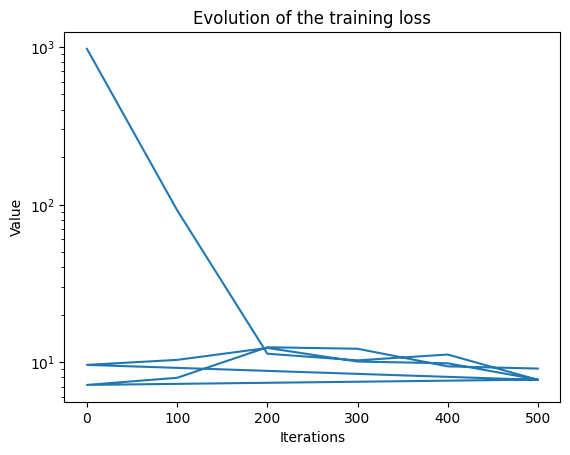 Evolution of the training loss
10³
10²
10¹
Value
0 100 200 300 400 500
Iterations